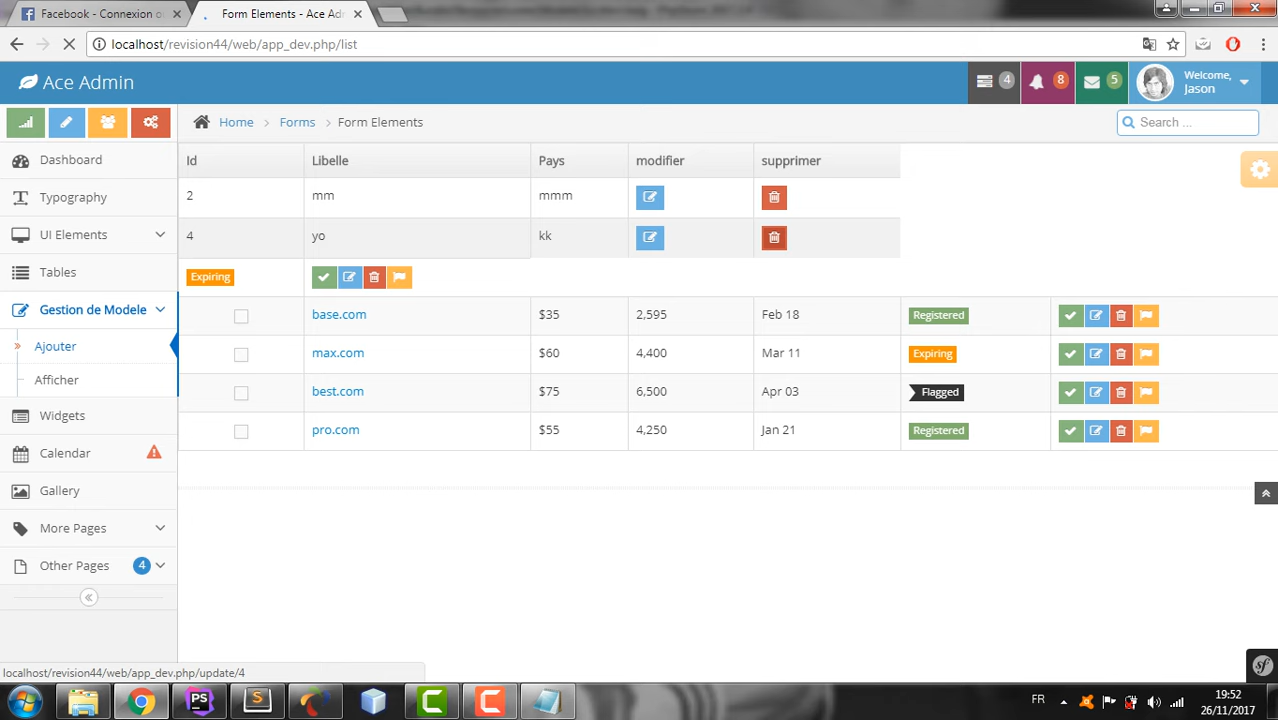 Facebook - Connexion o
Form Elements - Ace Adm
localhost/revision44/web/app_dev.php/list
Ace Admin
4
8
5
Welcome,
Jason
Home
Forms
Form Elements
Search ...
Dashboard
Typography
UI Elements
Tables
Gestion de Modele
Ajouter
Afficher
Widgets
Calendar
Gallery
More Pages
Other Pages 4
Id Libelle Pays modifier supprimer
2 mm mmm
4 yo kk
Expiring
base.com $35 2,595 Feb 18 Registered
max.com $60 4,400 Mar 11 Expiring
best.com $75 6,500 Apr 03 Flagged
pro.com $55 4,250 Jan 21 Registered
localhost/revision44/web/app_dev.php/update/4
sf
PS
S
C
C
FR
19:52
26/11/2017